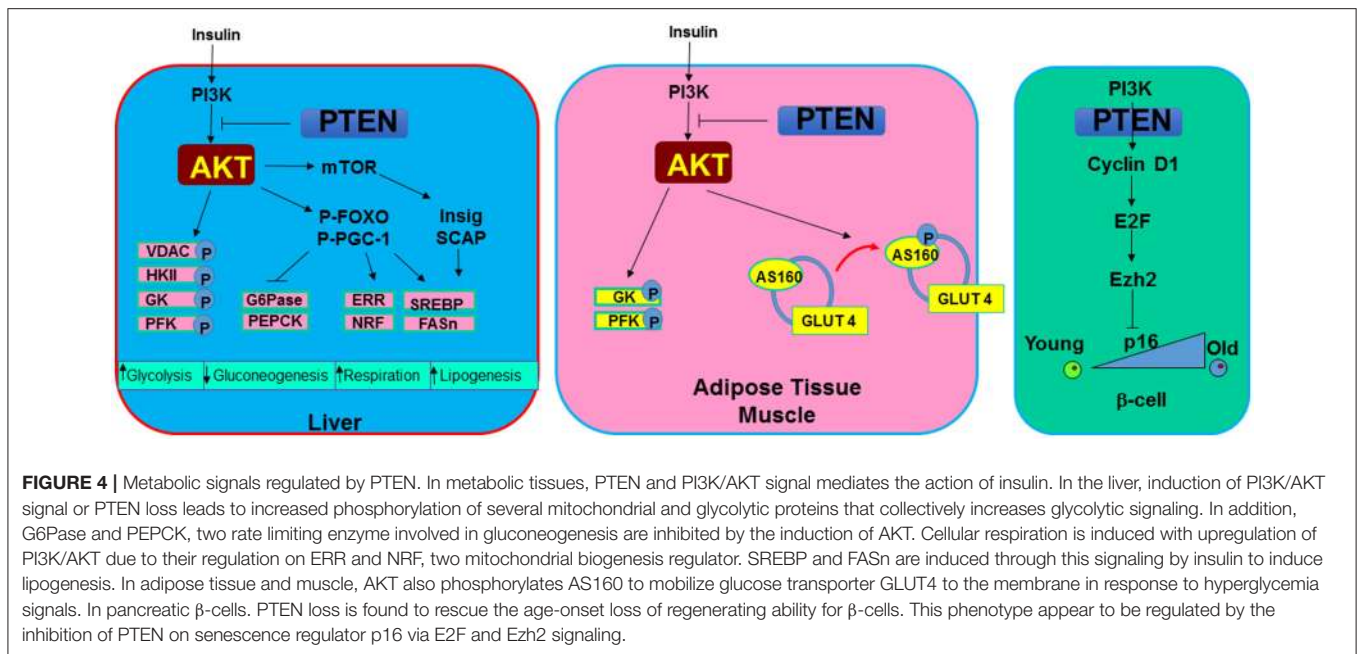 Insulin
PI3K
PTEN
AKT
mTOR
P-FOXO
P-PGC-1
Insig
SCAP
VDAC P
HKII P
GK P
PFK P
G6Pase
PEPCK
ERR
NRF
SREBP
FASn
↑Glycolysis ↓Gluconeogenesis ↑Respiration ↑Lipogenesis
Liver
Insulin
PI3K
PTEN
AKT
GK P
PFK P
AS160
GLUT 4
P
AS160
GLUT 4
Adipose Tissue
Muscle
PI3K
PTEN
Cyclin D1
E2F
Ezh2
p16
Young
Old
β-cell
FIGURE 4 | Metabolic signals regulated by PTEN. In metabolic tissues, PTEN and PI3K/AKT signal mediates the action of insulin. In the liver, induction of PI3K/AKT
signal or PTEN loss leads to increased phosphorylation of several mitochondrial and glycolytic proteins that collectively increases glycolytic signaling. In addition,
G6Pase and PEPCK, two rate limiting enzyme involved in gluconeogenesis are inhibited by the induction of AKT. Cellular respiration is induced with upregulation of
PI3K/AKT due to their regulation on ERR and NRF, two mitochondrial biogenesis regulator. SREBP and FASn are induced through this signaling by insulin to induce
lipogenesis. In adipose tissue and muscle, AKT also phosphorylates AS160 to mobilize glucose transporter GLUT4 to the membrane in response to hyperglycemia
signals. In pancreatic β-cells. PTEN loss is found to rescue the age-onset loss of regenerating ability for β-cells. This phenotype appear to be regulated by the
inhibition of PTEN on senescence regulator p16 via E2F and Ezh2 signaling.